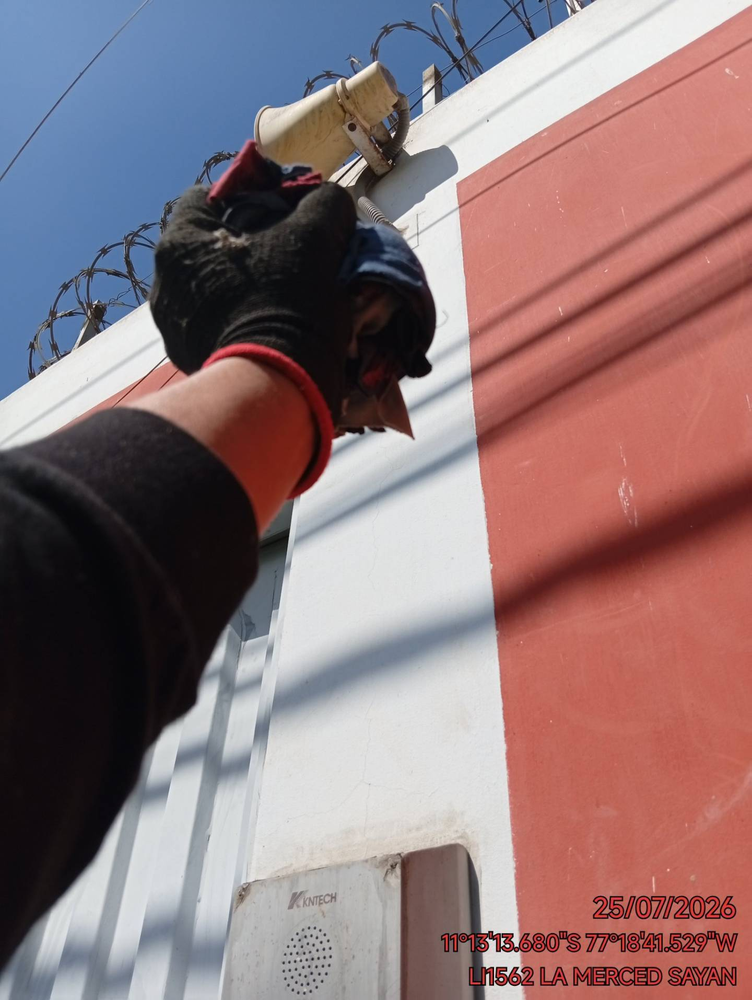 KNTECH
25/07/2026
11°13'13.680"S 77°18'41.529"W
LI1562 LA MERCED SAYAN